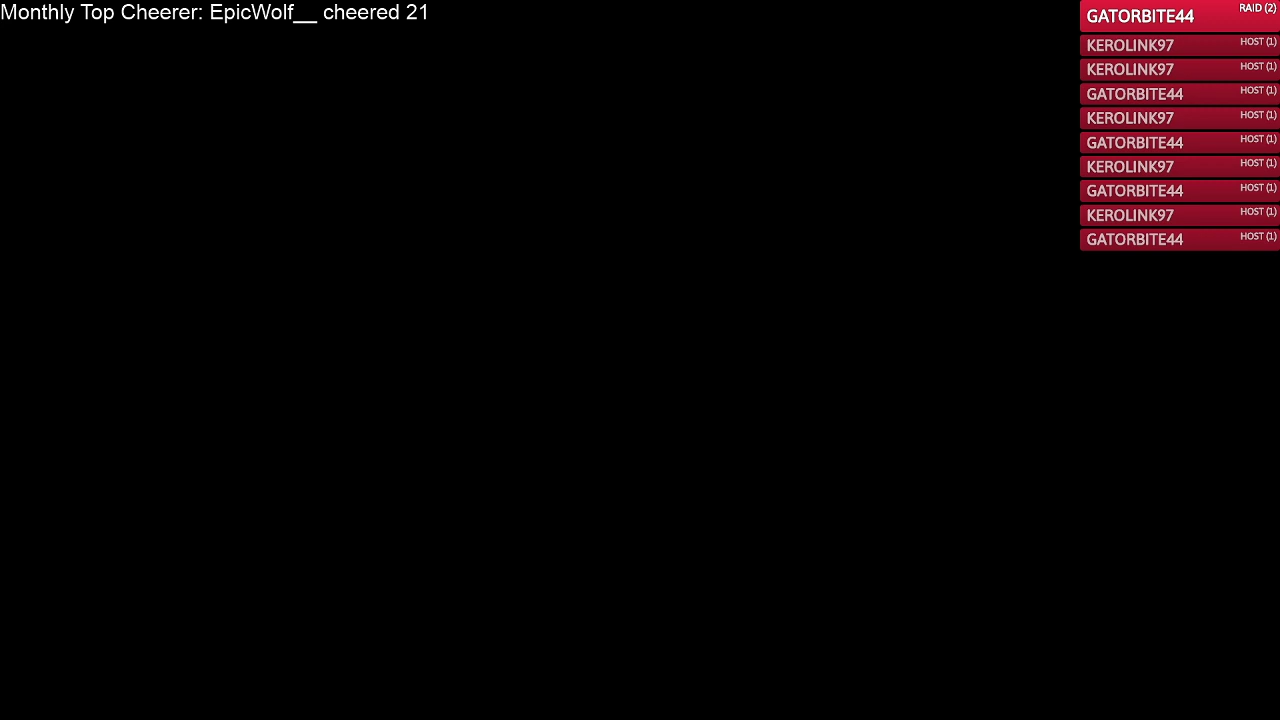 Monthly Top Cheerer: EpicWolf__ cheered 21
GATORBITE44 RAID (2)
KEROLINK97 HOST (1)
KEROLINK97 HOST (1)
GATORBITE44 HOST (1)
KEROLINK97 HOST (1)
GATORBITE44 HOST (1)
KEROLINK97 HOST (1)
GATORBITE44 HOST (1)
KEROLINK97 HOST (1)
GATORBITE44 HOST (1)